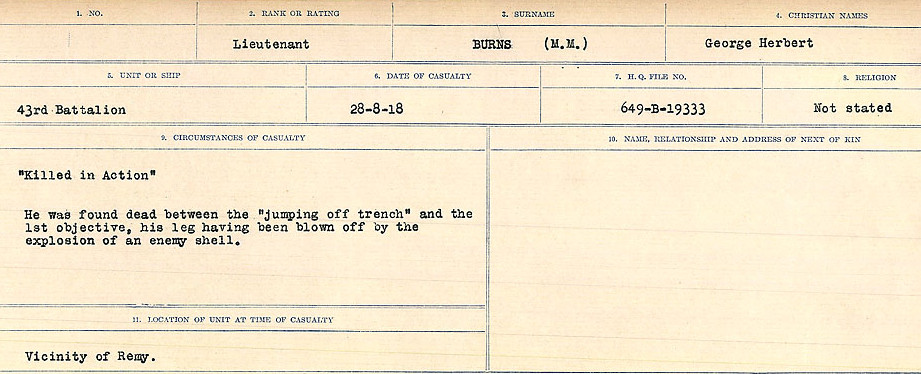 1. NO.
2. RANK OR RATING
3. SURNAME
4. CHRISTIAN NAMES
Lieutenant
BURNS (M.M.)
George Herbert
5. UNIT OR SHIP
6. DATE OF CASUALTY
7. H. Q. FILE NO.
8. RELIGION
43rd Battalion
28-8-18
649-B-19333
Not stated
9. CIRCUMSTANCES OF CASUALTY
10. NAME, RELATIONSHIP AND ADDRESS OF NEXT OF KIN
"Killed in Action"
He was found dead between the "jumping off trench" and the
1st objective, his leg having been blown off by the
explosion of an enemy shell.
11. LOCATION OF UNIT AT TIME OF CASUALTY
Vicinity of Remy.